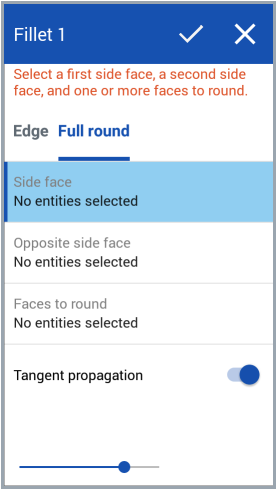 Fillet 1
Select a first side face, a second side
face, and one or more faces to round.
Edge Full round
Side face
No entities selected
Opposite side face
No entities selected
Faces to round
No entities selected
Tangent propagation